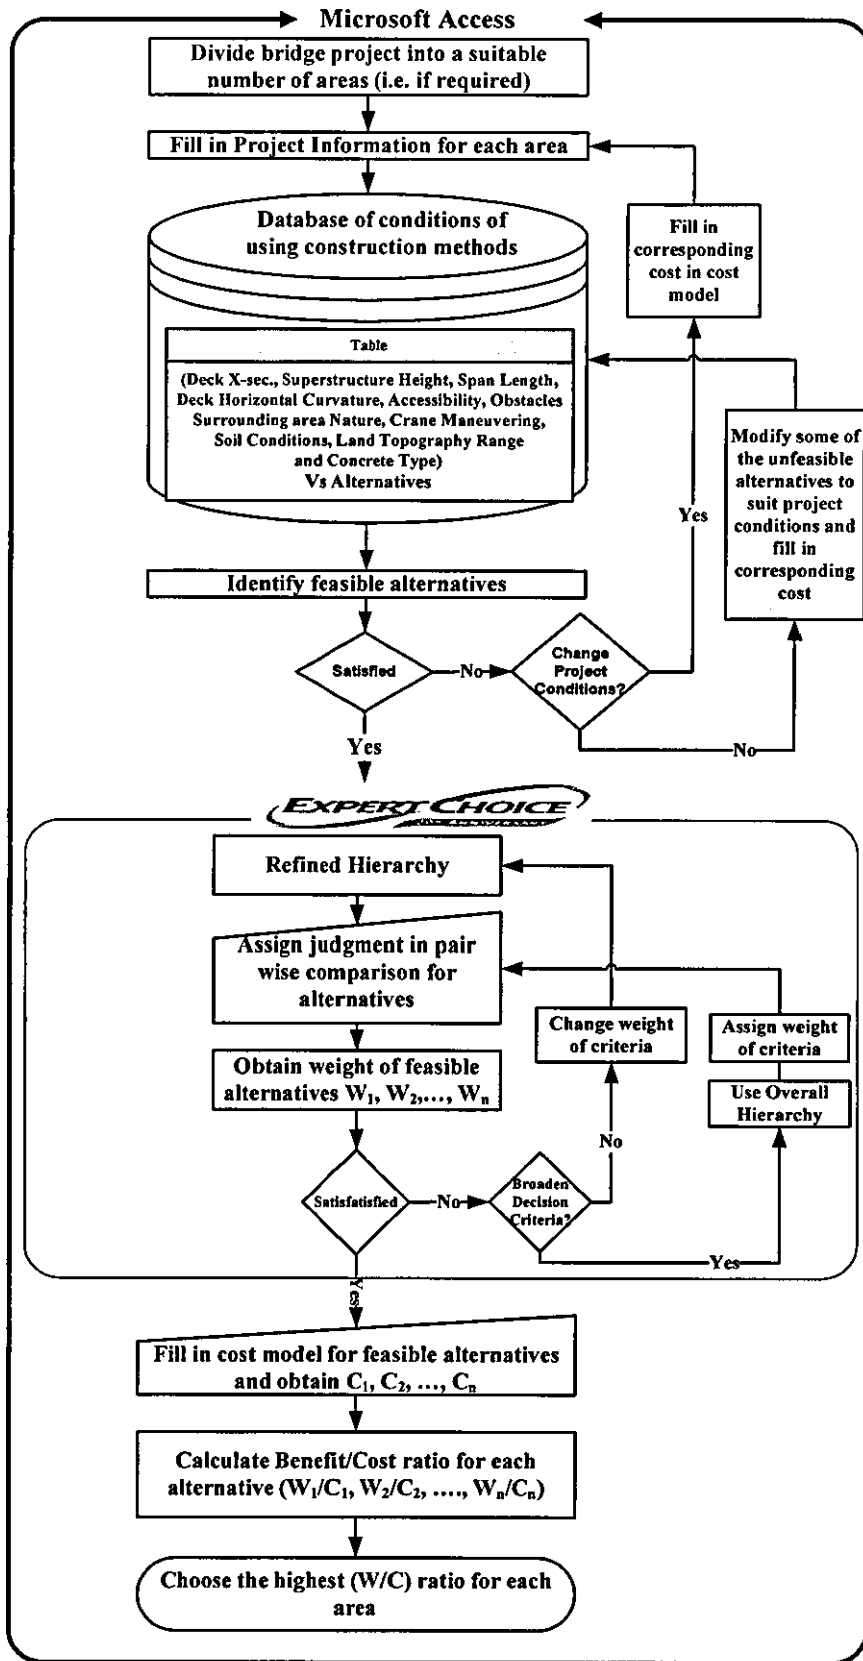 Microsoft Access
Divide bridge project into a suitable
number of areas (i.e. if required)
Fill in Project Information for each area
Database of conditions of
using construction methods
Table
(Deck X-sec., Superstructure Height, Span Length,
Deck Horizontal Curvature, Accessibility, Obstacles
Surrounding area Nature, Crane Maneuvering,
Soil Conditions, Land Topography Range
and Concrete Type)
Vs Alternatives
Fill in
corresponding
cost in cost
model
Modify some of
the unfeasible
alternatives to
suit project
conditions and
fill in
corresponding
cost
Identify feasible alternatives
Satisfied
No
Change
Project
Conditions?
Yes
No
Yes
EXPERT CHOICE
Refined Hierarchy
Assign judgment in pair
wise comparison for
alternatives
Obtain weight of feasible
alternatives W₁, W₂,…, Wₙ
Change weight
of criteria
Assign weight
of criteria
Use Overall
Hierarchy
Satisfatisfied
No
Broaden
Decision
Criteria?
No
Yes
Yes
Fill in cost model for feasible alternatives
and obtain C₁, C₂, …, Cₙ
Calculate Benefit/Cost ratio for each
alternative (W₁/C₁, W₂/C₂, …., Wₙ/Cₙ)
Choose the highest (W/C) ratio for each
area